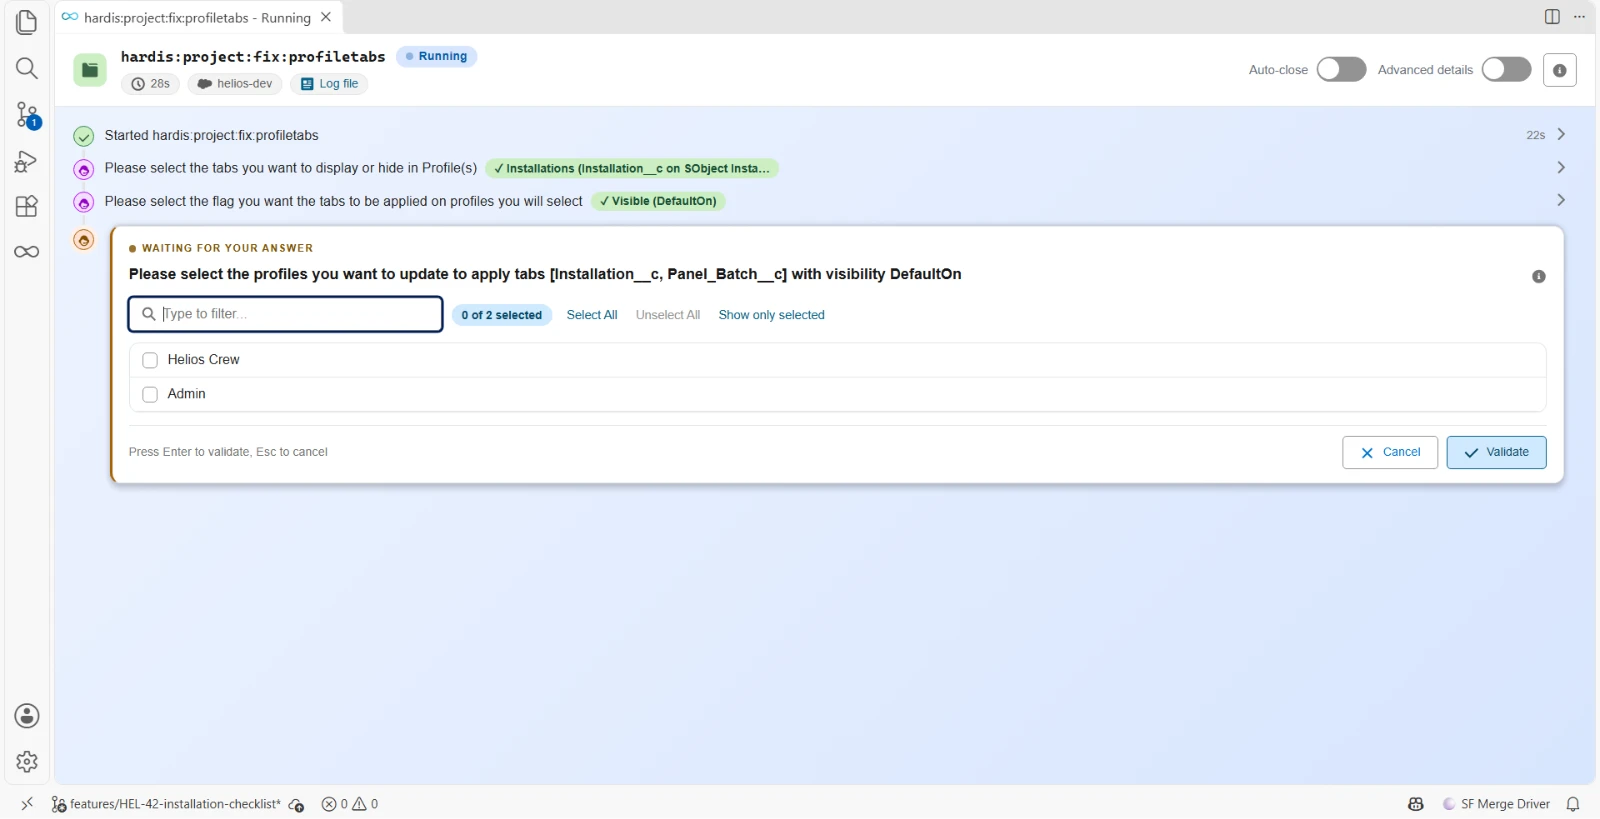 hardis:project:fix:profiletabs - Running
hardis:project:fix:profiletabs Running
28s helios-dev Log file
Auto-close Advanced details
Started hardis:project:fix:profiletabs 22s
Please select the tabs you want to display or hide in Profile(s) ✓ Installations (Installation__c on SObject Insta...
Please select the flag you want the tabs to be applied on profiles you will select ✓ Visible (DefaultOn)
WAITING FOR YOUR ANSWER
Please select the profiles you want to update to apply tabs [Installation__c, Panel_Batch__c] with visibility DefaultOn
Type to filter... 0 of 2 selected Select All Unselect All Show only selected
Helios Crew
Admin
Press Enter to validate, Esc to cancel Cancel Validate
1
features/HEL-42-installation-checklist* 0 0 SF Merge Driver